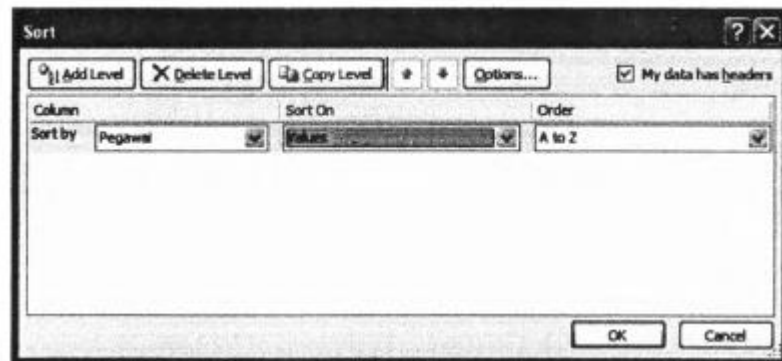 Sort
Add Level Delete Level Copy Level Options... My data has headers
Column Sort On Order
Sort by Pegawai Values A to Z
OK Cancel